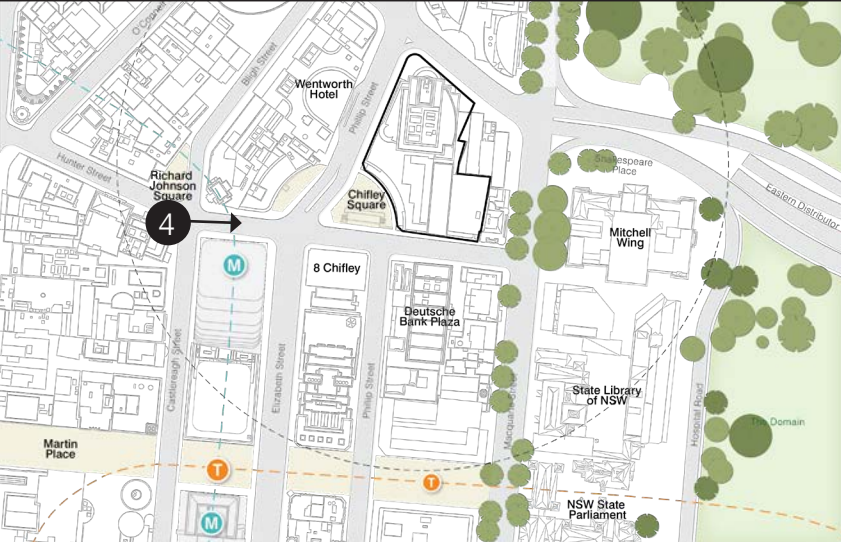 O'Connell
Bligh Street
Wentworth
Hotel
Phillip Street
Hunter Street
Richard
Johnson
Square
Chifley
Square
Shakespeare
Place
Eastern Distributor
4
Mitchell
Wing
M
8 Chifley
Deutsche
Bank Plaza
Castlereagh Street
Elizabeth Street
Phillip Street
Macquarie Street
State Library
of NSW
Hospital Road
The Domain
Martin
Place
T
T
M
NSW State
Parliament